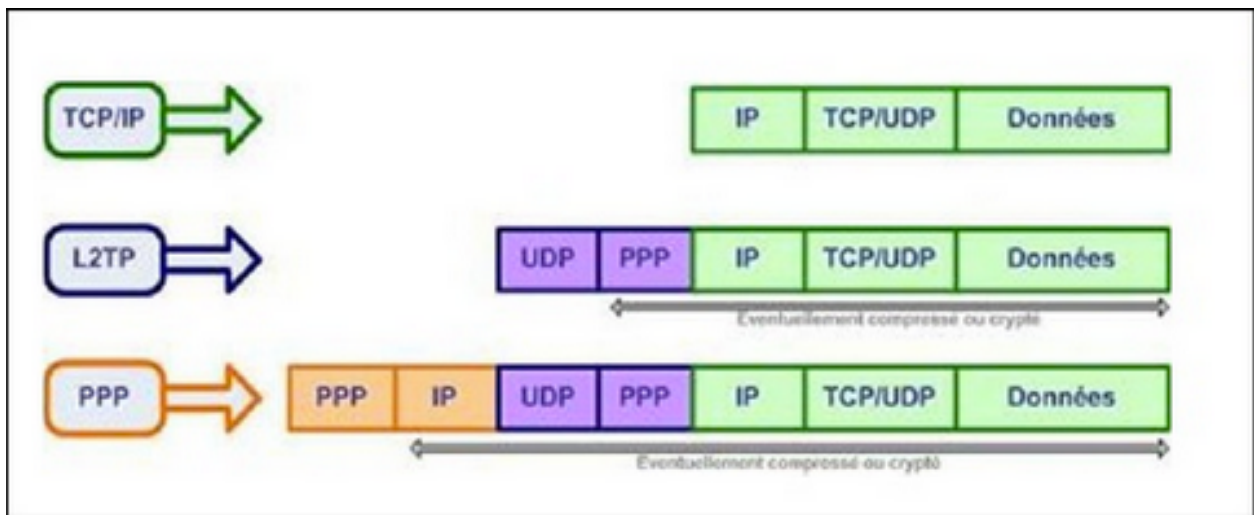 TCP/IP IP TCP/UDP Données
L2TP UDP PPP IP TCP/UDP Données
Eventuellement compressé ou crypté
PPP PPP IP UDP PPP IP TCP/UDP Données
Eventuellement compressé ou crypté